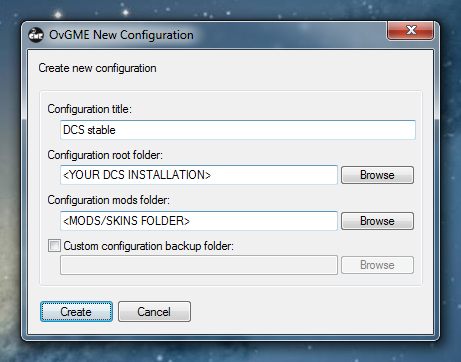 OvGME New Configuration
Create new configuration
Configuration title:
DCS stable
Configuration root folder:
<YOUR DCS INSTALLATION>
Browse
Configuration mods folder:
<MODS/SKINS FOLDER>
Browse
Custom configuration backup folder:
Browse
Create
Cancel